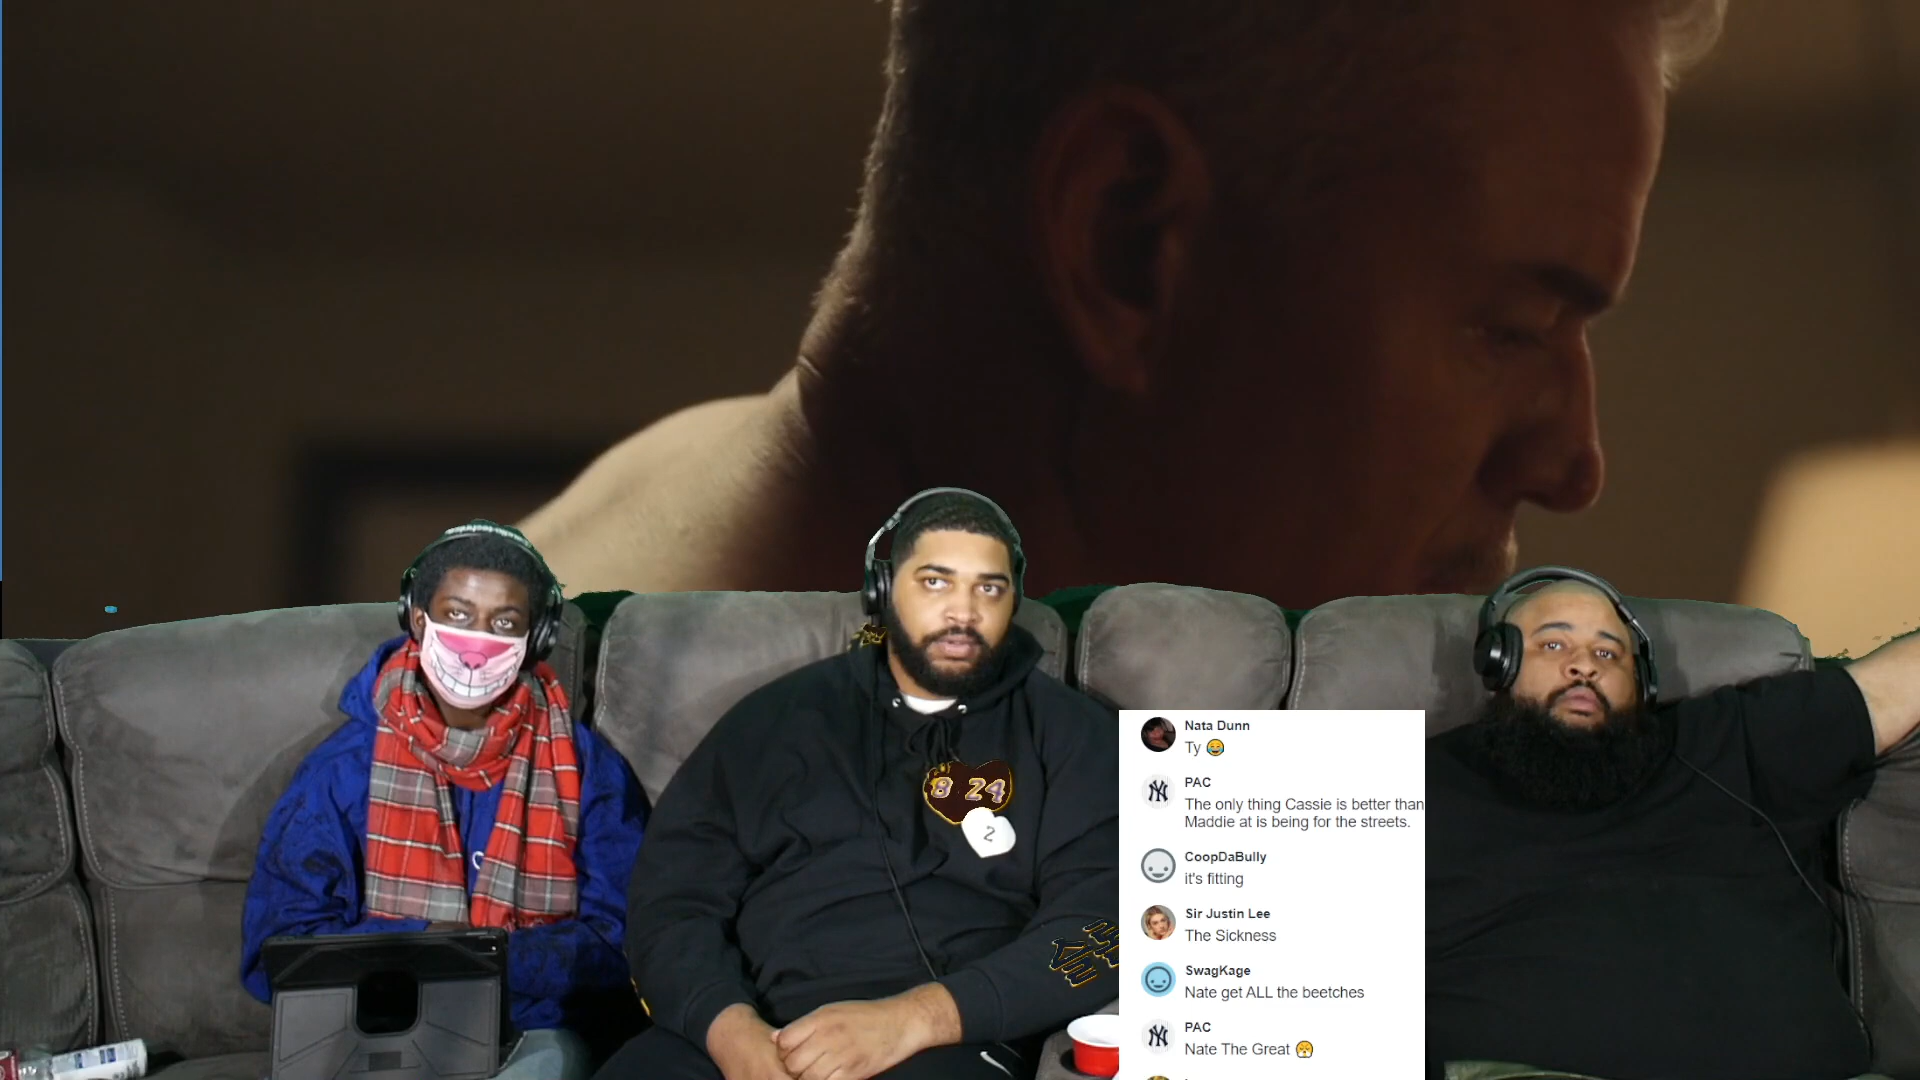 8 24
2
Nata Dunn
Ty 😂
PAC
The only thing Cassie is better than
Maddie at is being for the streets.
CoopDaBully
it's fitting
Sir Justin Lee
The Sickness
SwagKage
Nate get ALL the beetches
PAC
Nate The Great 😤